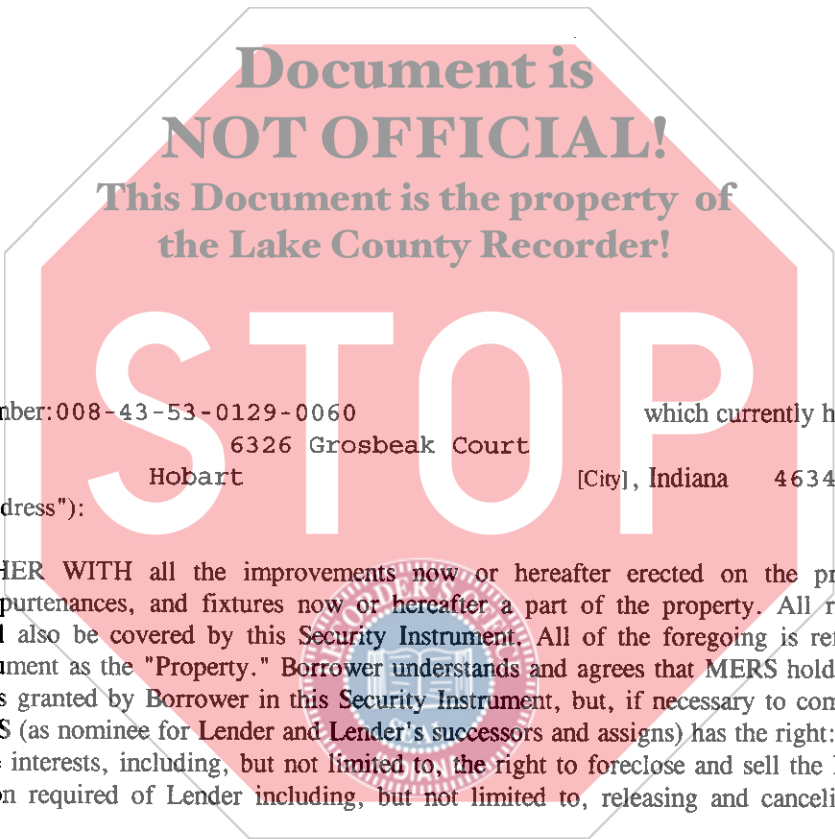 Document is
NOT OFFICIAL!
This Document is the property of
the Lake County Recorder!
STOP
nber:008-43-53-0129-0060 which currently h
6326 Grosbeak Court
Hobart [City], Indiana 4634
dress"):
HER WITH all the improvements now or hereafter erected on the pr
purtenances, and fixtures now or hereafter a part of the property. All r
l also be covered by this Security Instrument. All of the foregoing is re
ument as the "Property." Borrower understands and agrees that MERS hold
s granted by Borrower in this Security Instrument, but, if necessary to con
S (as nominee for Lender and Lender's successors and assigns) has the right:
interests, including, but not limited to, the right to foreclose and sell the
n required of Lender including, but not limited to, releasing and canceli
SEAL